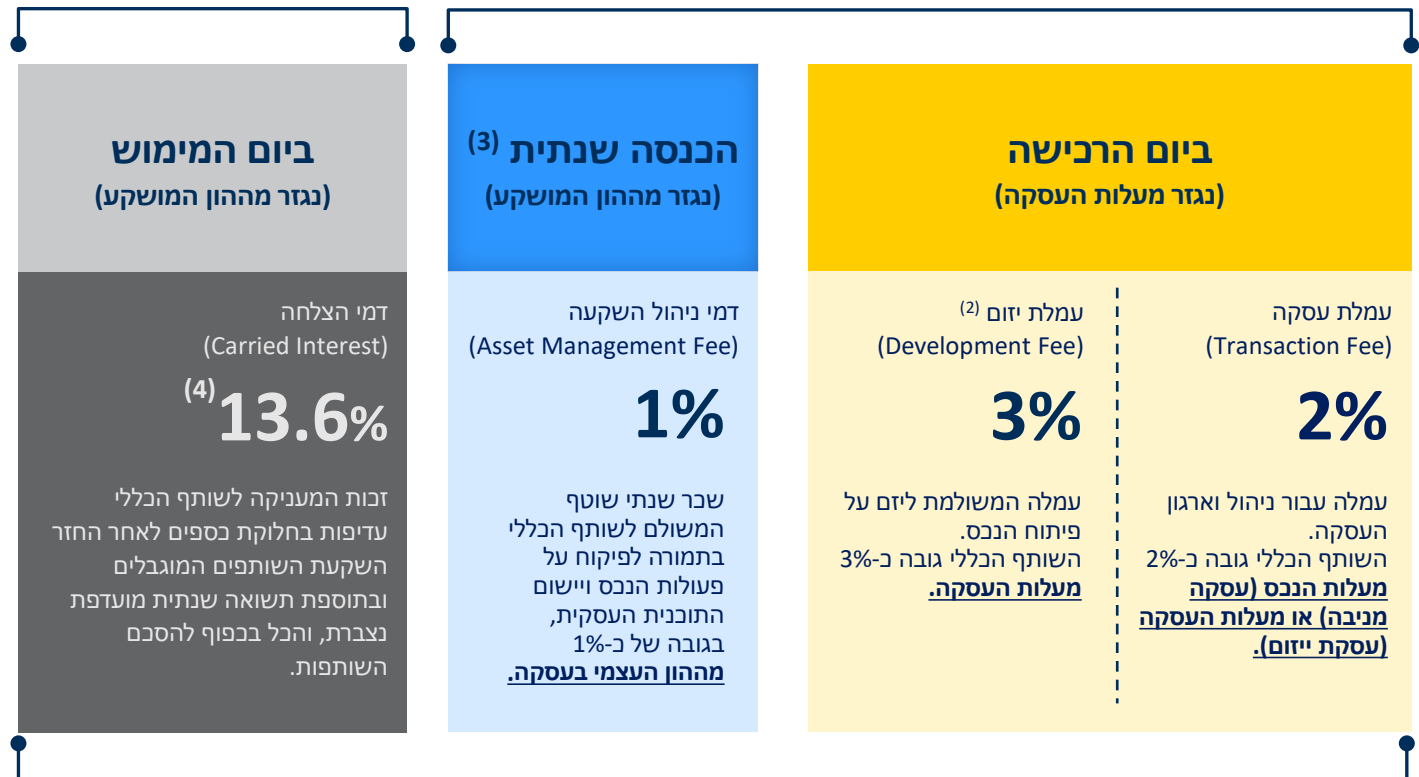 ביום הרכישה
(נגזר מעלות העסקה)
עמלת עסקה
(Transaction Fee)
2%
עמלה עבור ניהול וארגון
העסקה.
השותף הכללי גובה כ-2%
מעלות הנכס (עסקה
מניבה) או מעלות העסקה
(עסקת ייזום).
עמלת יזום (2)
(Development Fee)
3%
עמלה המשולמת ליזם על
פיתוח הנכס.
השותף הכללי גובה כ-3%
מעלות העסקה.
הכנסה שנתית (3)
(נגזר מההון המושקע)
דמי ניהול השקעה
(Asset Management Fee)
1%
שכר שנתי שוטף
המשולם לשותף הכללי
בתמורה לפיקוח על
פעולות הנכס ויישום
התוכנית העסקית,
בגובה של כ-1%
מההון העצמי בעסקה.
ביום המימוש
(נגזר מההון המושקע)
דמי הצלחה
(Carried Interest)
13.6% (4)
זכות המעניקה לשותף הכללי
עדיפות בחלוקת כספים לאחר החזר
השקעת השותפים המוגבלים
ובתוספת תשואה שנתית מועדפת
נצברת, והכל בכפוף להסכם
השותפות.